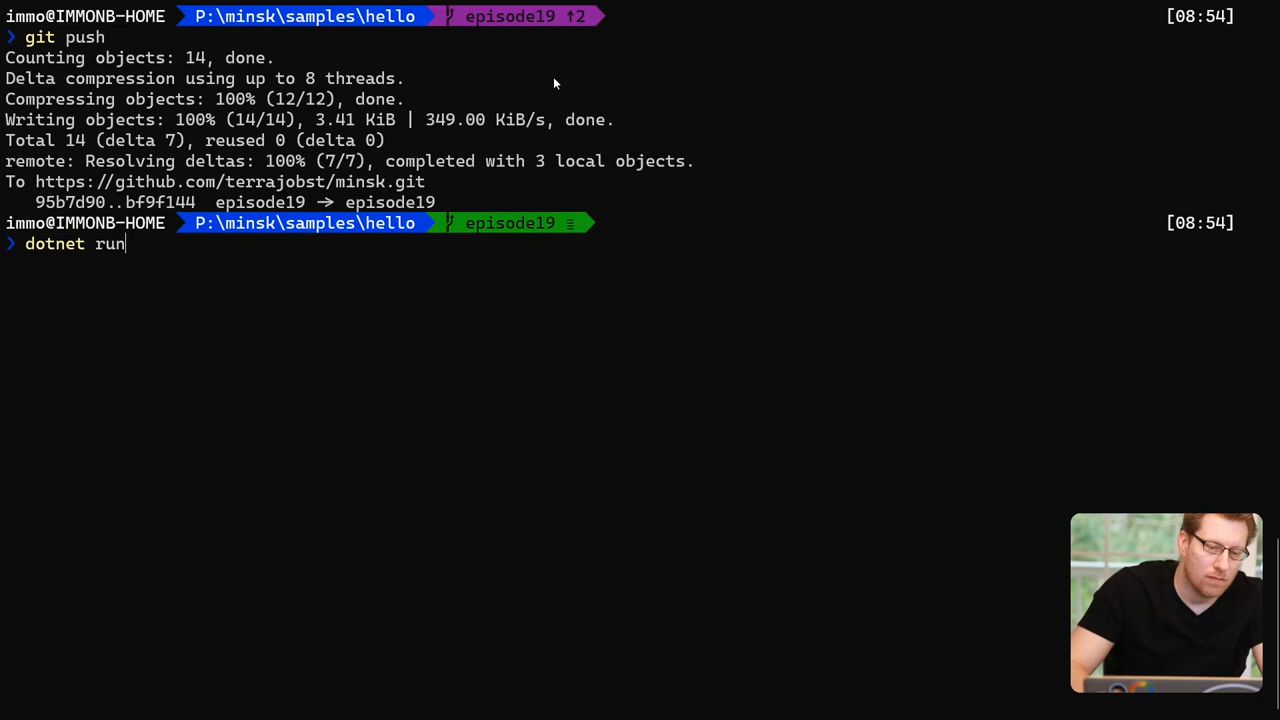 immo@IMMONB-HOME P:\minsk\samples\hello episode19 ↑2 [08:54]
❯ git push
Counting objects: 14, done.
Delta compression using up to 8 threads.
Compressing objects: 100% (12/12), done.
Writing objects: 100% (14/14), 3.41 KiB | 349.00 KiB/s, done.
Total 14 (delta 7), reused 0 (delta 0)
remote: Resolving deltas: 100% (7/7), completed with 3 local objects.
To https://github.com/terrajobst/minsk.git
95b7d90..bf9f144 episode19 → episode19
immo@IMMONB-HOME P:\minsk\samples\hello episode19 ≡ [08:54]
❯ dotnet run